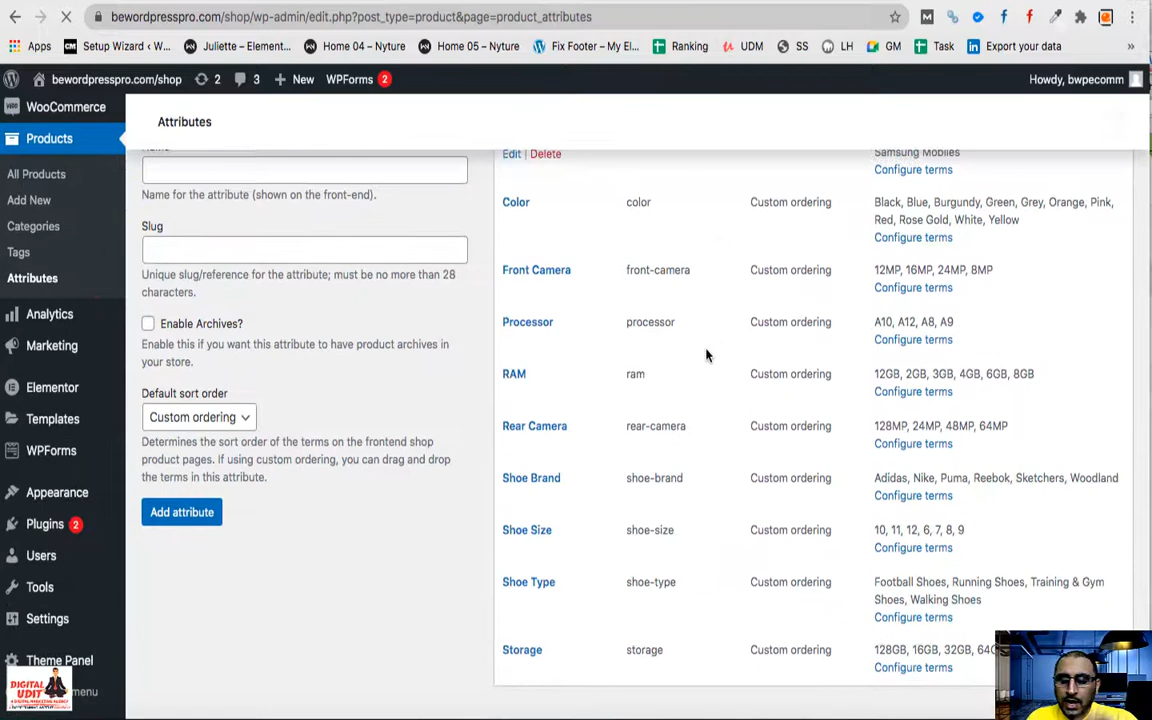 bewordpresspro.com/shop/wp-admin/edit.php?post_type=product&page=product_attributes
Apps Setup Wizard ‹ W... Juliette – Element... Home 04 – Nyture Home 05 – Nyture Fix Footer – My El... Ranking UDM SS LH GM Task Export your data »
bewordpresspro.com/shop 2 3 + New WPForms 2 Howdy, bwpecomm
WooCommerce
Products
All Products
Add New
Categories
Tags
Attributes
Analytics
Marketing
Elementor
Templates
WPForms
Appearance
Plugins 2
Users
Tools
Settings
Theme Panel
menu
DIGITAL
UDIT
A DIGITAL MARKETING AGENCY
Attributes
Name for the attribute (shown on the front-end).
Slug
Unique slug/reference for the attribute; must be no more than 28
characters.
Enable Archives?
Enable this if you want this attribute to have product archives in
your store.
Default sort order
Custom ordering
Determines the sort order of the terms on the frontend shop
product pages. If using custom ordering, you can drag and drop
the terms in this attribute.
Add attribute
Edit | Delete Samsung Mobiles
Configure terms
Color color Custom ordering Black, Blue, Burgundy, Green, Grey, Orange, Pink,
Red, Rose Gold, White, Yellow
Configure terms
Front Camera front-camera Custom ordering 12MP, 16MP, 24MP, 8MP
Configure terms
Processor processor Custom ordering A10, A12, A8, A9
Configure terms
RAM ram Custom ordering 12GB, 2GB, 3GB, 4GB, 6GB, 8GB
Configure terms
Rear Camera rear-camera Custom ordering 128MP, 24MP, 48MP, 64MP
Configure terms
Shoe Brand shoe-brand Custom ordering Adidas, Nike, Puma, Reebok, Sketchers, Woodland
Configure terms
Shoe Size shoe-size Custom ordering 10, 11, 12, 6, 7, 8, 9
Configure terms
Shoe Type shoe-type Custom ordering Football Shoes, Running Shoes, Training & Gym
Shoes, Walking Shoes
Configure terms
Storage storage Custom ordering 128GB, 16GB, 32GB,
Configure terms